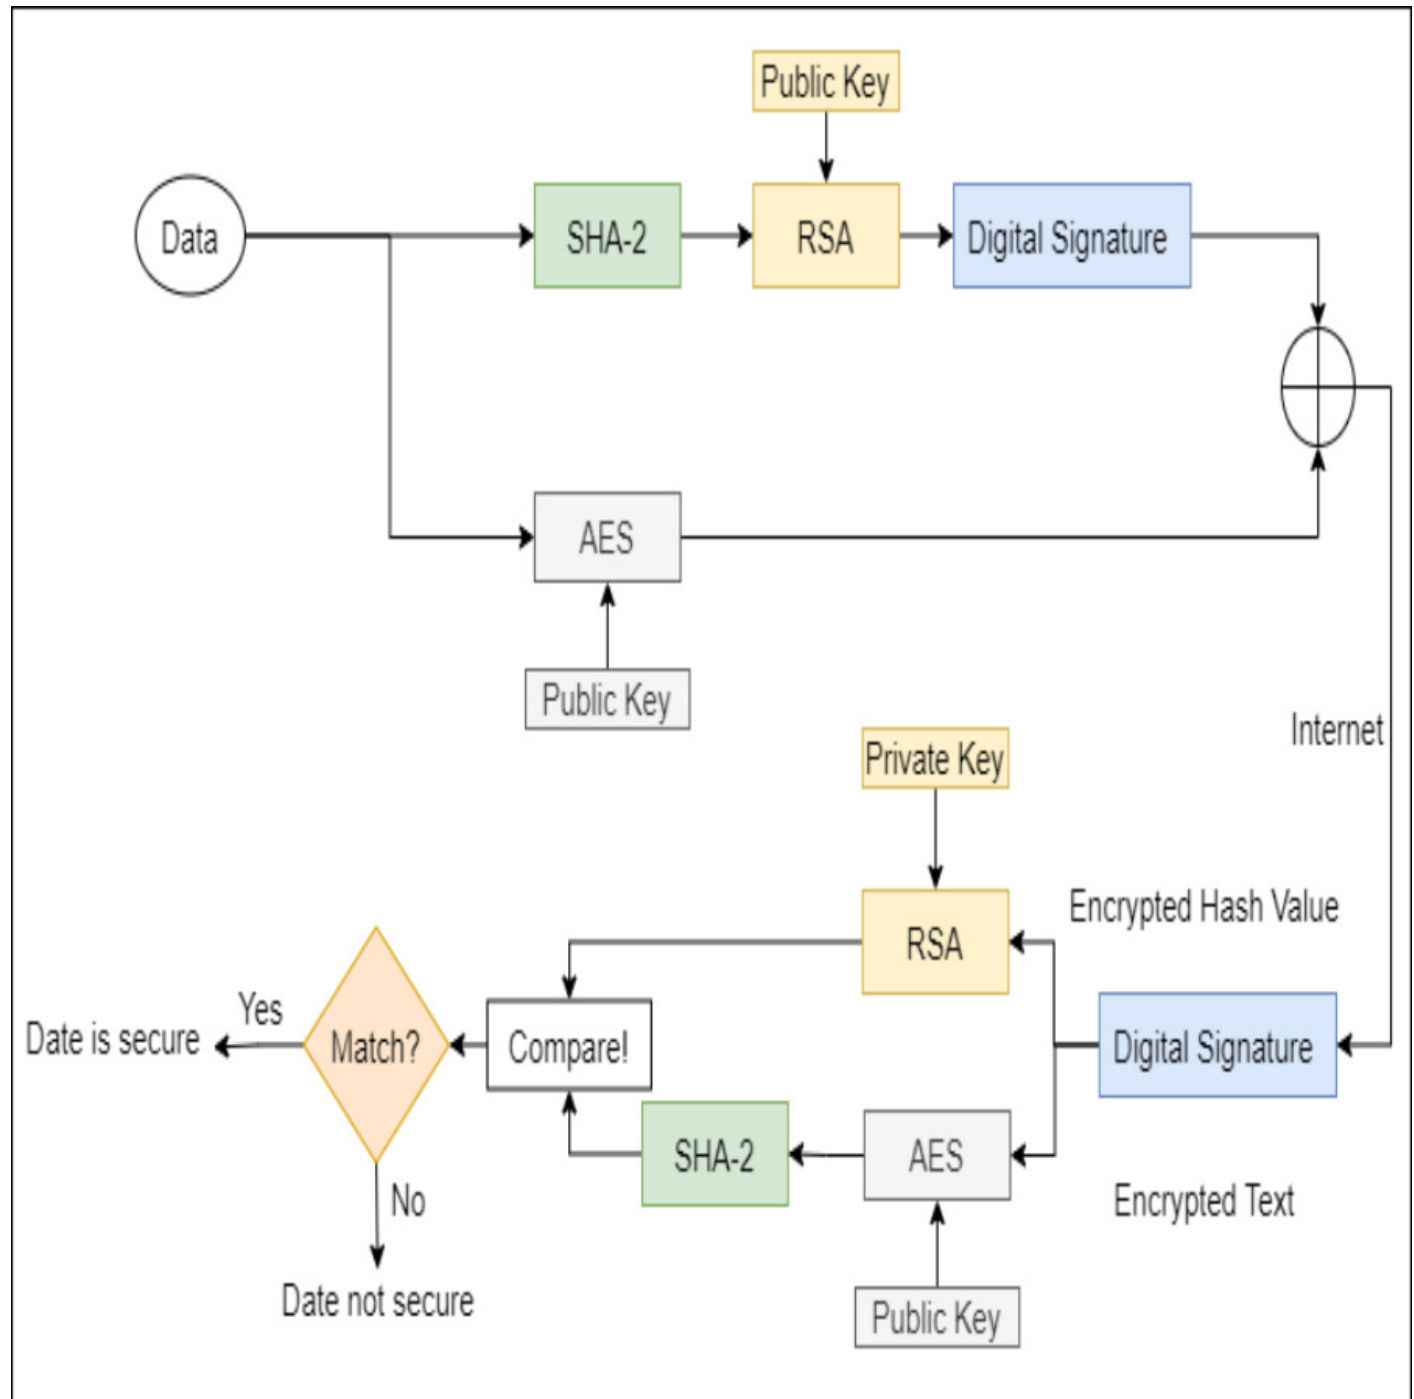 Public Key
Data
SHA-2
RSA
Digital Signature
AES
Public Key
Internet
Private Key
Encrypted Hash Value
RSA
Yes
Date is secure
Match?
Compare!
Digital Signature
SHA-2
AES
No
Encrypted Text
Date not secure
Public Key